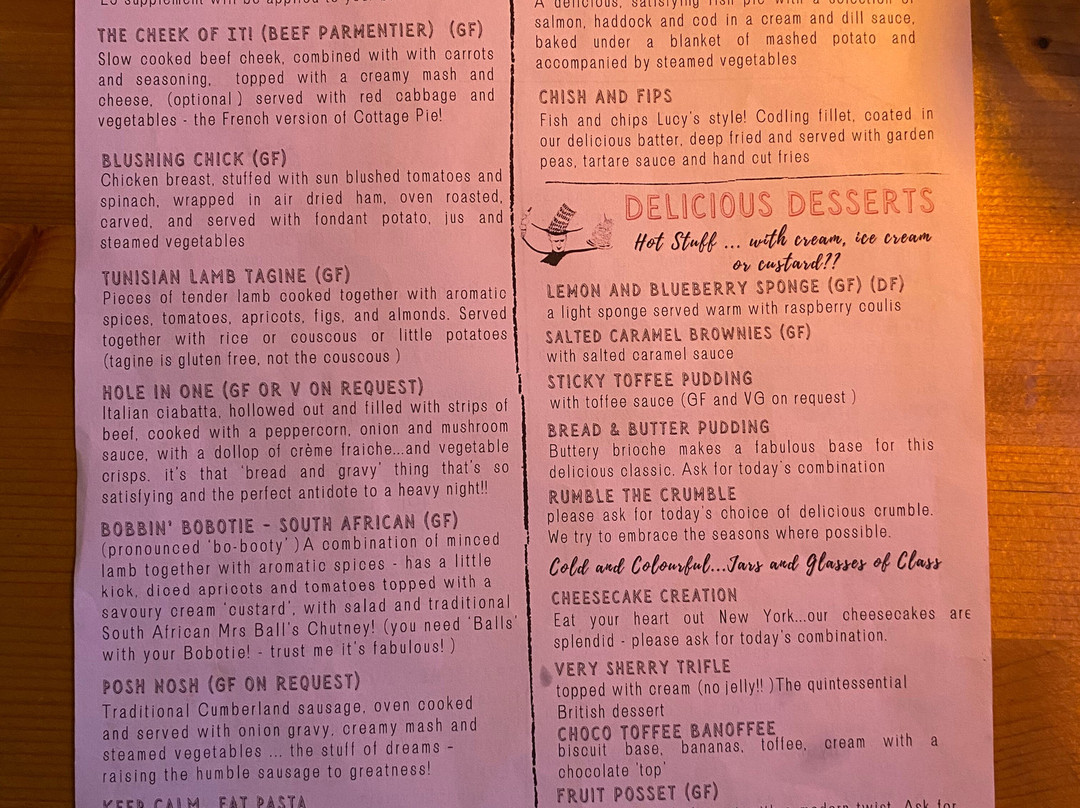 THE CHEEK OF IT! (BEEF PARMENTIER) (GF)
Slow cooked beef cheek, combined with with carrots
and seasoning, topped with a creamy mash and
cheese, (optional ) served with red cabbage and
vegetables - the French version of Cottage Pie!
BLUSHING CHICK (GF)
Chicken breast, stuffed with sun blushed tomatoes and
spinach, wrapped in air dried ham, oven roasted,
carved, and served with fondant potato, jus and
steamed vegetables
TUNISIAN LAMB TAGINE (GF)
Pieces of tender lamb cooked together with aromatic
spices, tomatoes, apricots, figs, and almonds. Served
together with rice or couscous or little potatoes
(tagine is gluten free, not the couscous )
HOLE IN ONE (GF OR V ON REQUEST)
Italian ciabatta, hollowed out and filled with strips of
beef, cooked with a peppercorn, onion and mushroom
sauce, with a dollop of crème fraiche...and vegetable
crisps. it's that 'bread and gravy' thing that's so
satisfying and the perfect antidote to a heavy night!!
BOBBIN' BOBOTIE - SOUTH AFRICAN (GF)
(pronounced 'bo-booty' )A combination of minced
lamb together with aromatic spices - has a little
kick, diced apricots and tomatoes topped with a
savoury cream 'custard', with salad and traditional
South African Mrs Ball's Chutney! (you need 'Balls'
with your Bobotie! - trust me it's fabulous! )
POSH NOSH (GF ON REQUEST)
Traditional Cumberland sausage, oven cooked
and served with onion gravy, creamy mash and
steamed vegetables ... the stuff of dreams -
raising the humble sausage to greatness!
KEEP CALM, EAT PASTA
A delicious, satisfying fish pie with a selection of
salmon, haddock and cod in a cream and dill sauce,
baked under a blanket of mashed potato and
accompanied by steamed vegetables
CHISH AND FIPS
Fish and chips Lucy's style! Codling fillet, coated in
our delicious batter, deep fried and served with garden
peas, tartare sauce and hand cut fries
DELICIOUS DESSERTS
Hot Stuff ... with cream, ice cream
or custard??
LEMON AND BLUEBERRY SPONGE (GF) (DF)
a light sponge served warm with raspberry coulis
SALTED CARAMEL BROWNIES (GF)
with salted caramel sauce
STICKY TOFFEE PUDDING
with toffee sauce (GF and VG on request )
BREAD & BUTTER PUDDING
Buttery brioche makes a fabulous base for this
delicious classic. Ask for today's combination
RUMBLE THE CRUMBLE
please ask for today's choice of delicious crumble.
We try to embrace the seasons where possible.
Cold and Colourful...Jars and Glasses of Class
CHEESECAKE CREATION
Eat your heart out New York...our cheesecakes are
splendid - please ask for today's combination.
VERY SHERRY TRIFLE
topped with cream (no jelly!! )The quintessential
British dessert
CHOCO TOFFEE BANOFFEE
biscuit base, bananas, toffee, cream with a
chocolate 'top'
FRUIT POSSET (GF)